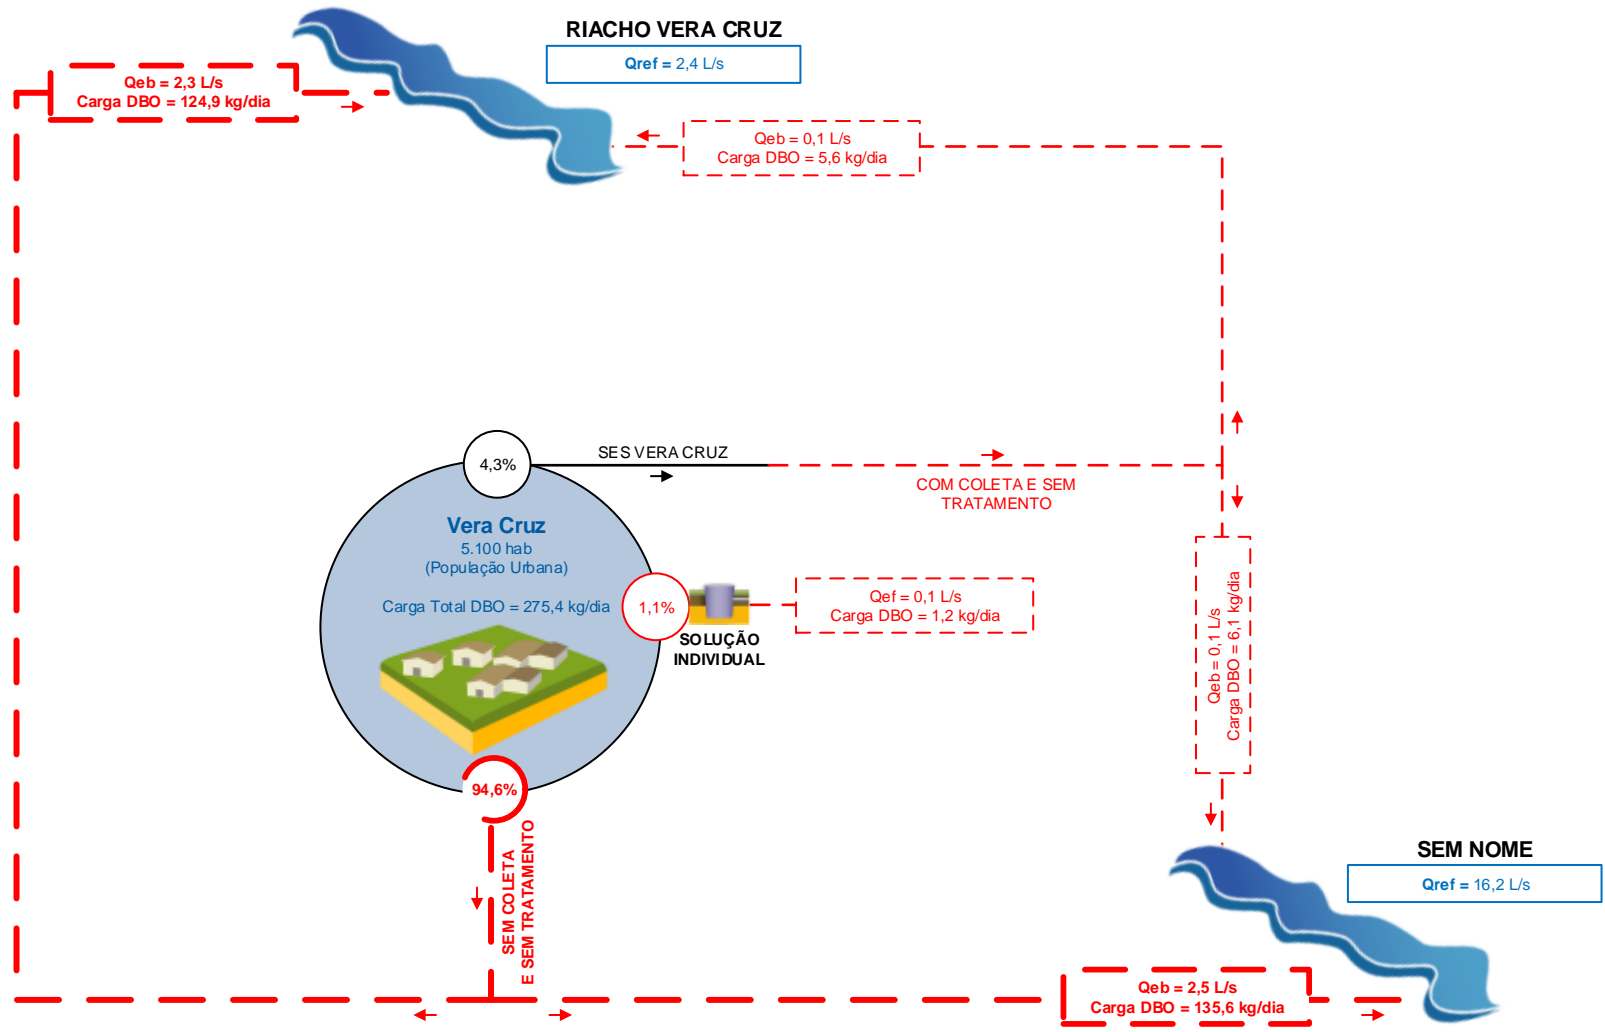 RIACHO VERA CRUZ
Qref = 2,4 L/s
Qeb = 2,3 L/s
Carga DBO = 124,9 kg/dia
Qeb = 0,1 L/s
Carga DBO = 5,6 kg/dia
4,3%
SES VERA CRUZ
COM COLETA E SEM
TRATAMENTO
Vera Cruz
5.100 hab
(População Urbana)
Carga Total DBO = 275,4 kg/dia
1,1%
SOLUÇÃO
INDIVIDUAL
Qef = 0,1 L/s
Carga DBO = 1,2 kg/dia
Qeb = 0,1 L/s
Carga DBO = 6,1 kg/dia
94,6%
SEM COLETA
E SEM TRATAMENTO
SEM NOME
Qref = 16,2 L/s
Qeb = 2,5 L/s
Carga DBO = 135,6 kg/dia